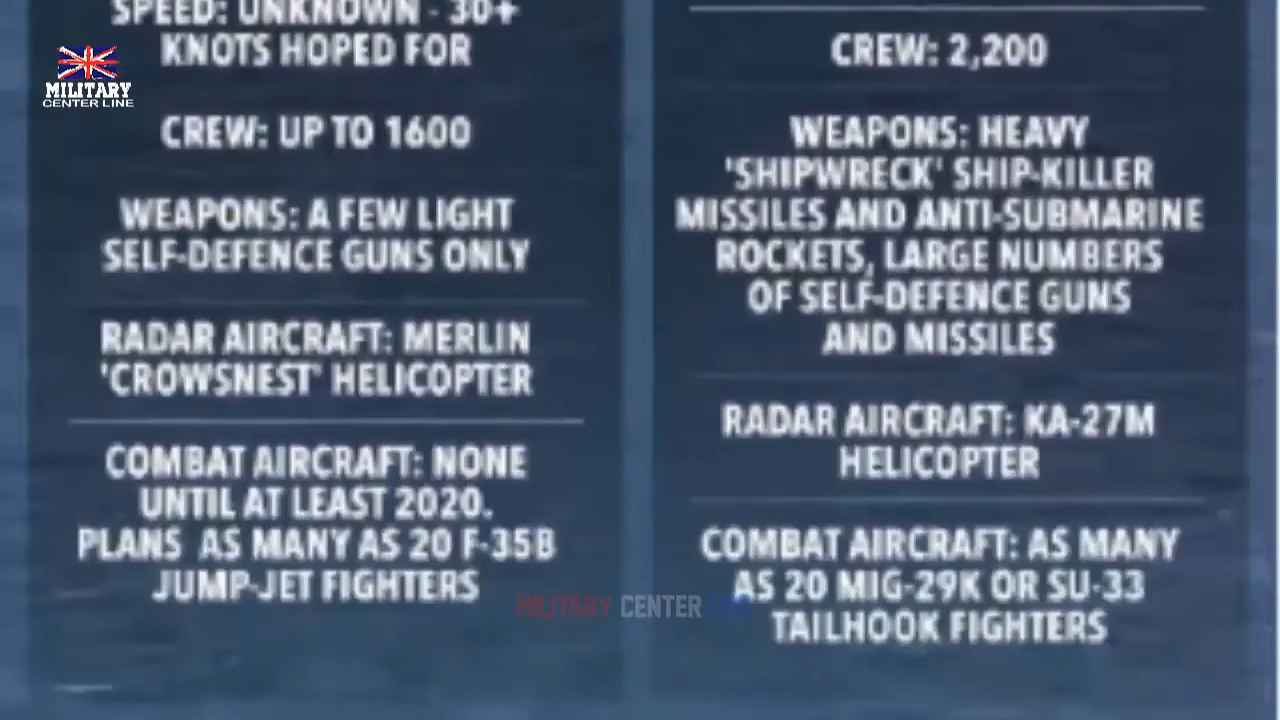 SPEED: UNKNOWN - 30+
KNOTS HOPED FOR
MILITARY
CENTER LINE
CREW: UP TO 1600
WEAPONS: A FEW LIGHT
SELF-DEFENCE GUNS ONLY
RADAR AIRCRAFT: MERLIN
'CROWSNEST' HELICOPTER
COMBAT AIRCRAFT: NONE
UNTIL AT LEAST 2020.
PLANS AS MANY AS 20 F-35B
JUMP-JET FIGHTERS
CREW: 2,200
WEAPONS: HEAVY
'SHIPWRECK' SHIP-KILLER
MISSILES AND ANTI-SUBMARINE
ROCKETS, LARGE NUMBERS
OF SELF-DEFENCE GUNS
AND MISSILES
RADAR AIRCRAFT: KA-27M
HELICOPTER
COMBAT AIRCRAFT: AS MANY
AS 20 MIG-29K OR SU-33
TAILHOOK FIGHTERS
MILITARY CENTER